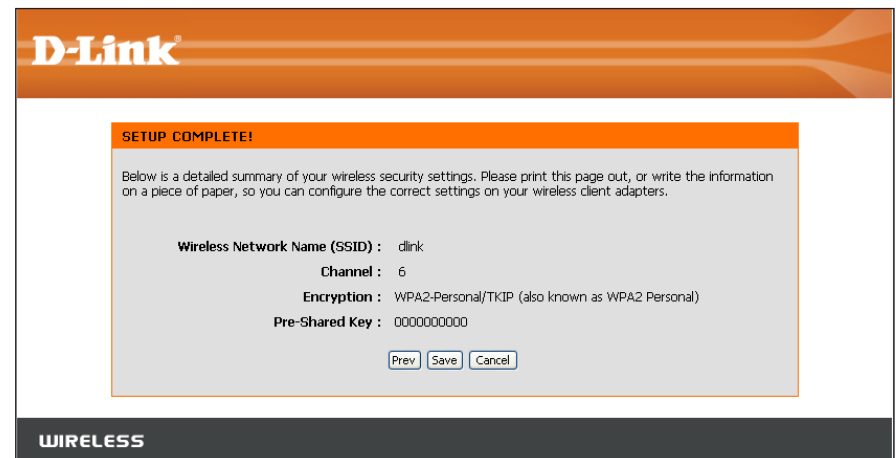 D-Link®
SETUP COMPLETE!
Below is a detailed summary of your wireless security settings. Please print this page out, or write the information
on a piece of paper, so you can configure the correct settings on your wireless client adapters.
Wireless Network Name (SSID) : dlink
Channel : 6
Encryption : WPA2-Personal/TKIP (also known as WPA2 Personal)
Pre-Shared Key : 0000000000
Prev Save Cancel
WIRELESS